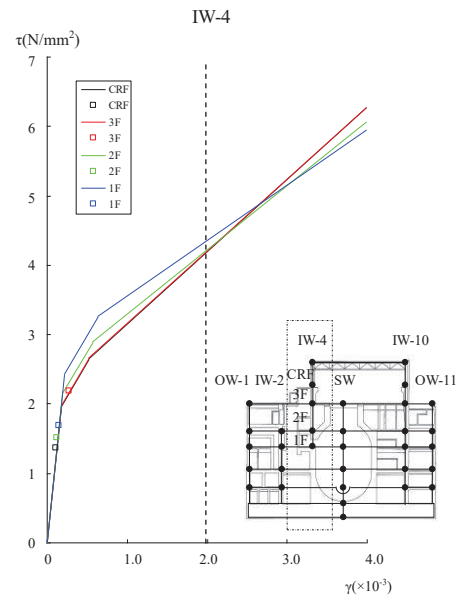 IW-4
τ(N/mm²)
7
6
5
4
3
2
1
0
0
1.0
2.0
3.0
4.0
γ(×10⁻³)
CRF
CRF
3F
3F
2F
2F
1F
1F
IW-4
IW-10
OW-1
IW-2
CRF
SW
OW-11
3F
2F
1F